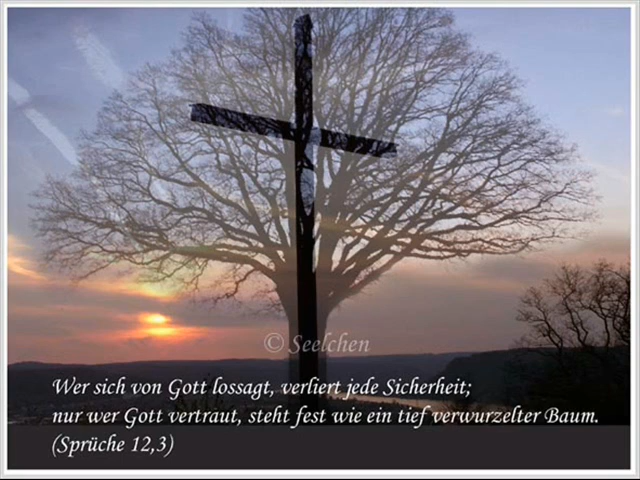 © Seelchen
Wer sich von Gott lossagt, verliert jede Sicherheit;
nur wer Gott vertraut, steht fest wie ein tief verwurzelter Baum.
(Sprüche 12,3)